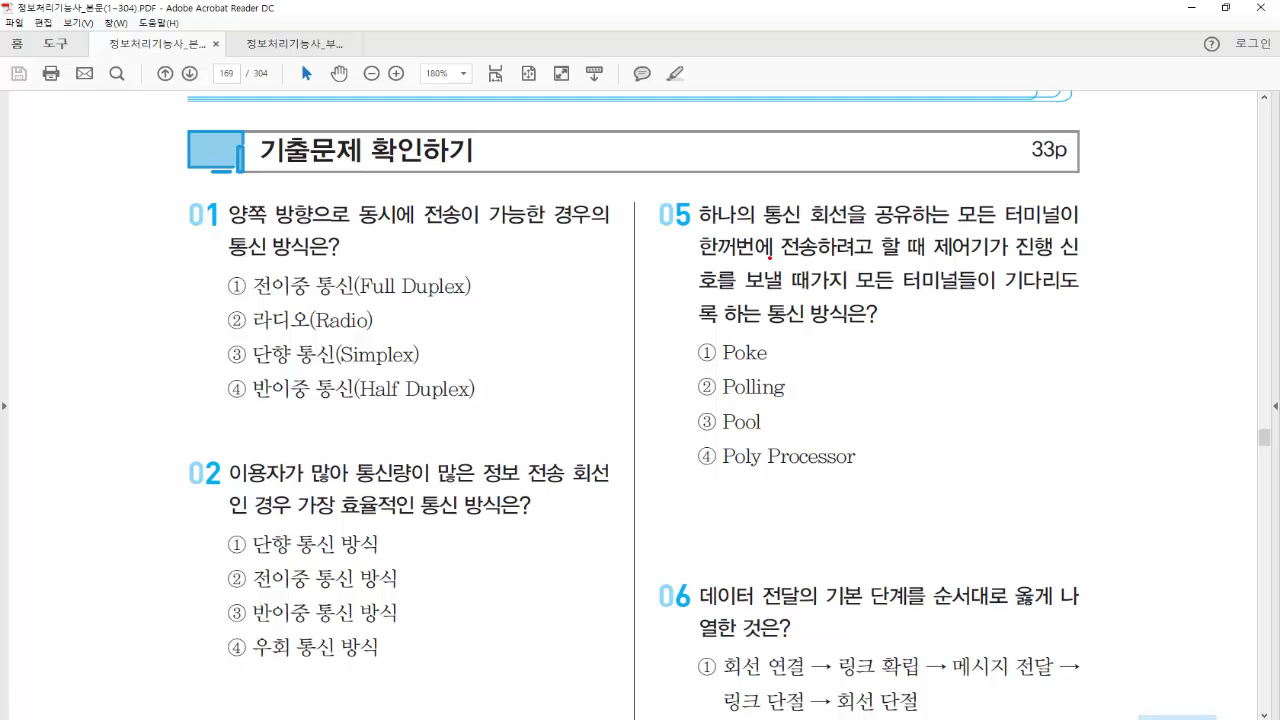 정보처리기능사_본문(1~304).PDF - Adobe Acrobat Reader DC
파일 편집 보기(V) 창(W) 도움말(H)
홈 도구 정보처리기능사_본... × 정보처리기능사_부... 로그인
169 / 304 180%
기출문제 확인하기 33p
01 양쪽 방향으로 동시에 전송이 가능한 경우의
통신 방식은?
① 전이중 통신(Full Duplex)
② 라디오(Radio)
③ 단향 통신(Simplex)
④ 반이중 통신(Half Duplex)
02 이용자가 많아 통신량이 많은 정보 전송 회선
인 경우 가장 효율적인 통신 방식은?
① 단향 통신 방식
② 전이중 통신 방식
③ 반이중 통신 방식
④ 우회 통신 방식
05 하나의 통신 회선을 공유하는 모든 터미널이
한꺼번에 전송하려고 할 때 제어기가 진행 신
호를 보낼 때가지 모든 터미널들이 기다리도
록 하는 통신 방식은?
① Poke
② Polling
③ Pool
④ Poly Processor
06 데이터 전달의 기본 단계를 순서대로 옳게 나
열한 것은?
① 회선 연결 → 링크 확립 → 메시지 전달 →
링크 단절 → 회선 단절